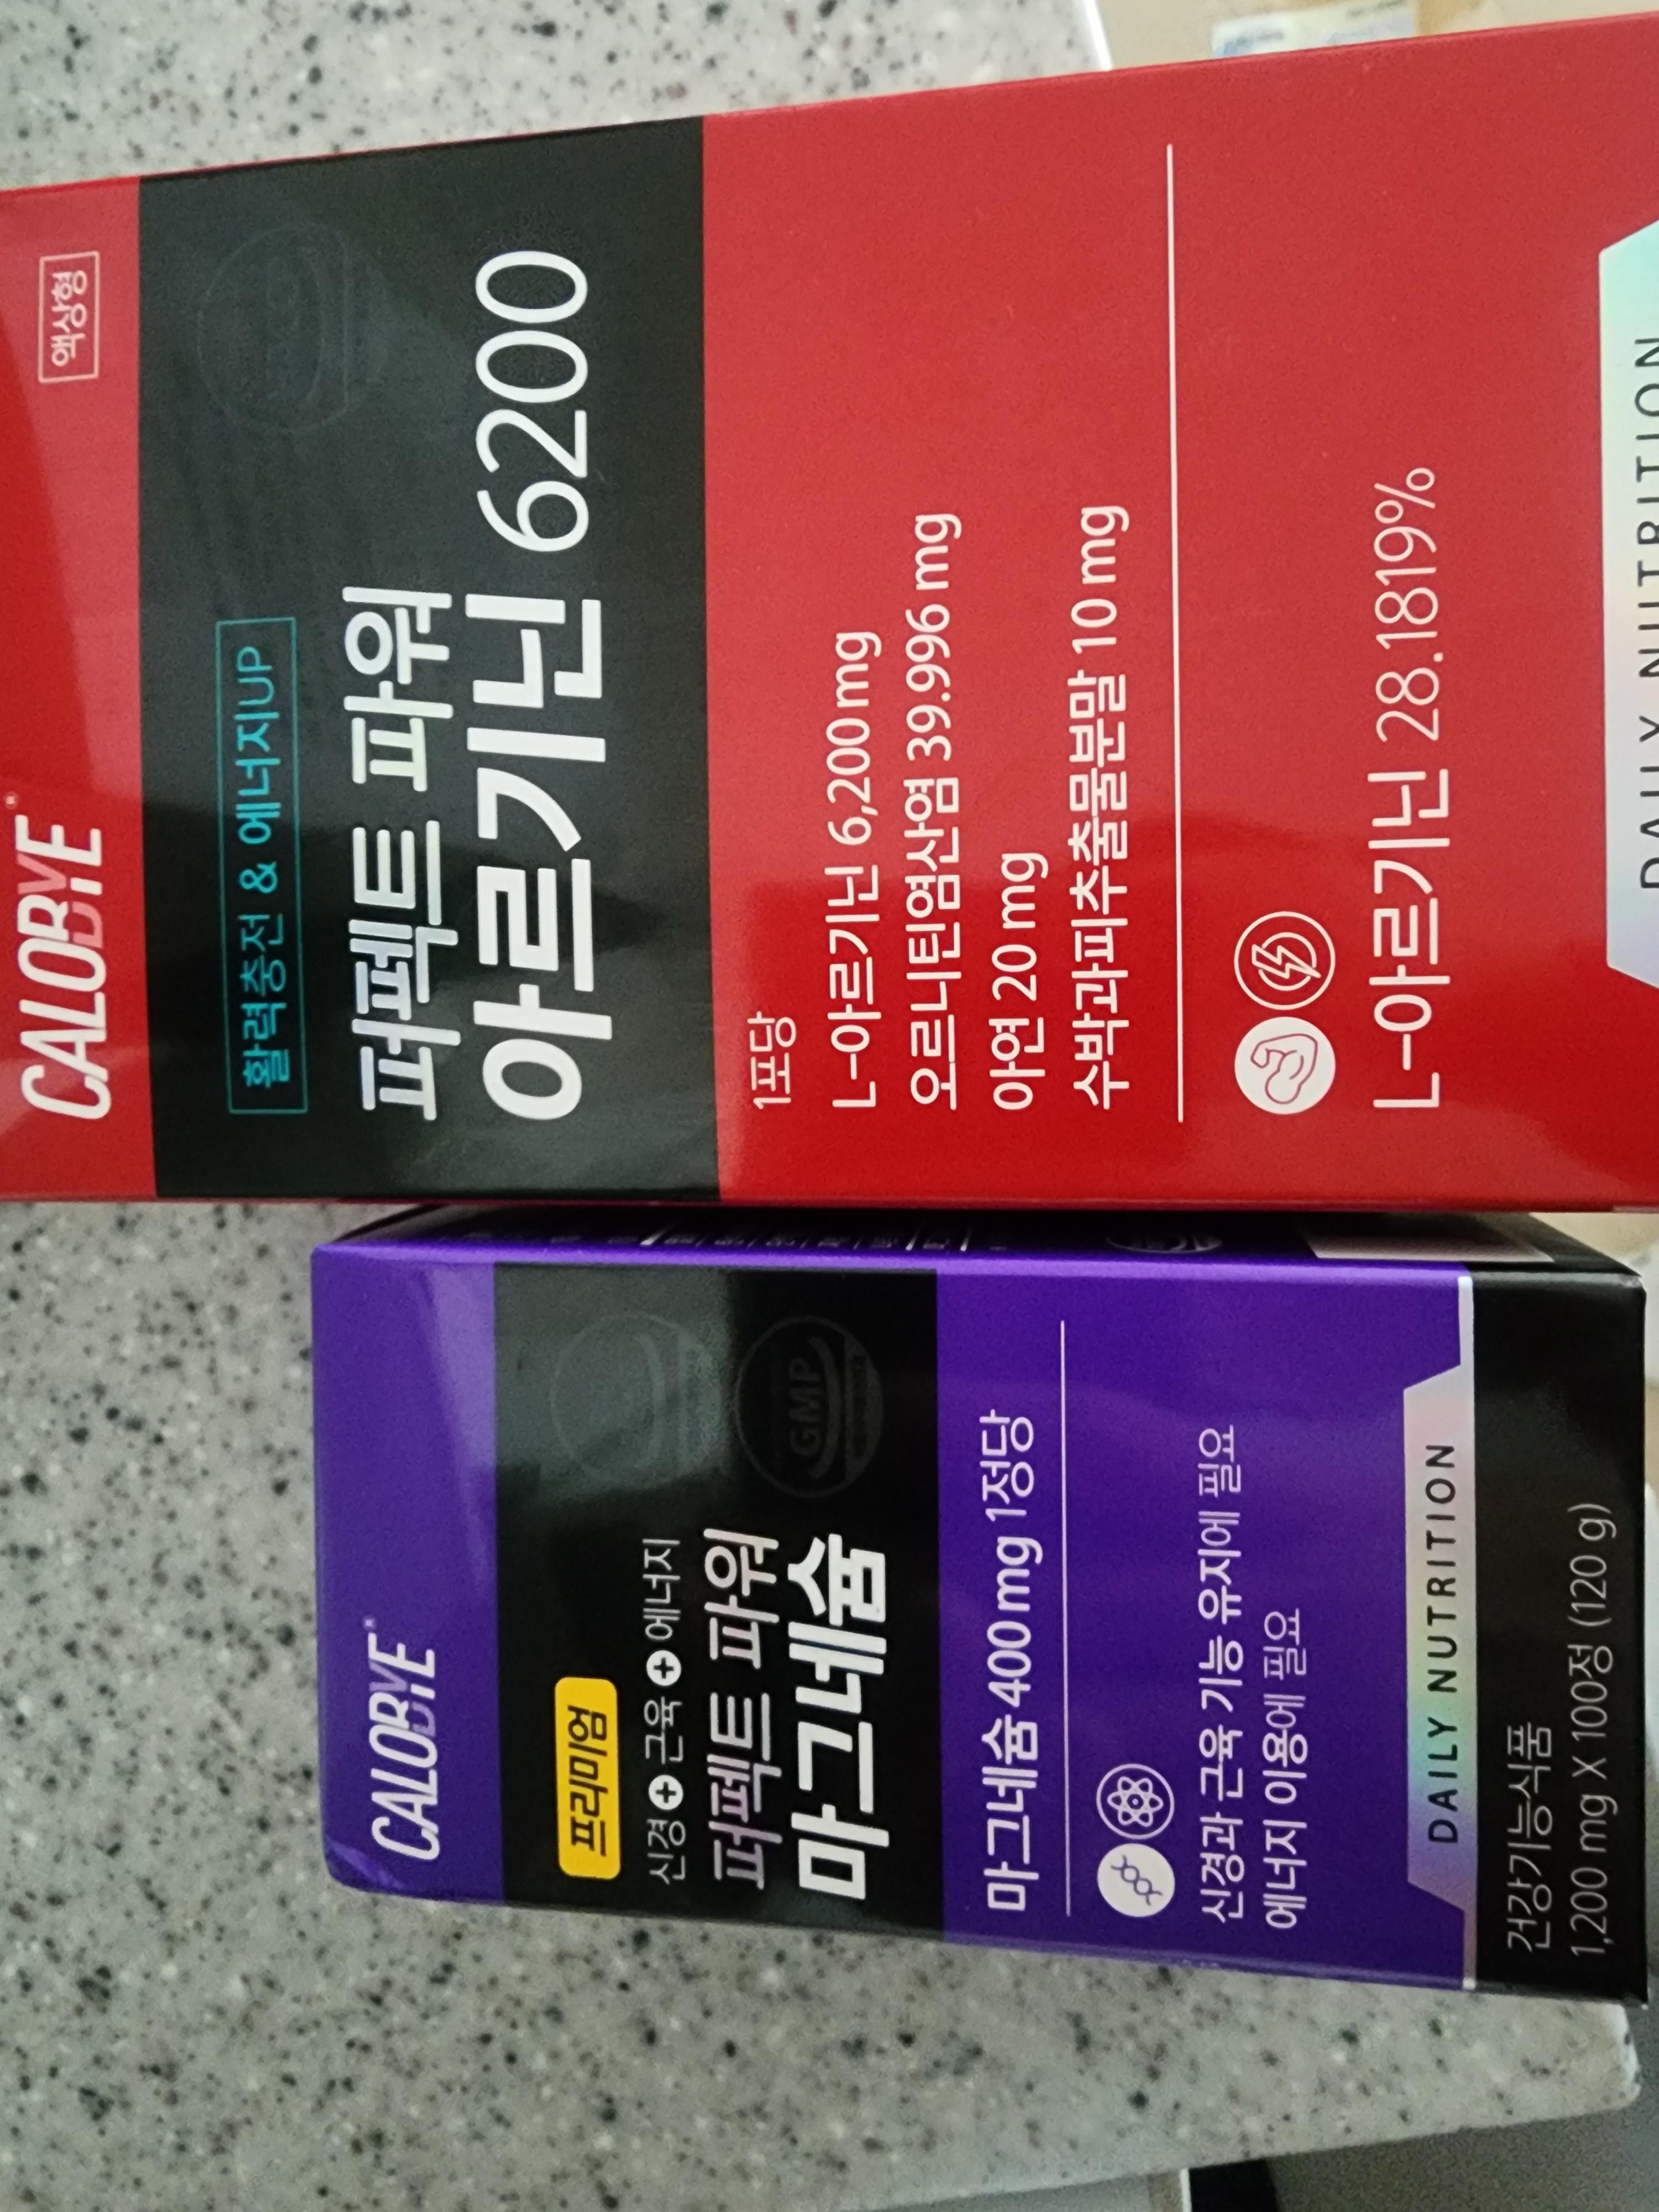 CALOBYE
액상형
활력충전 & 에너지UP
퍼펙트 파워
아르기닌 6200
1포당
L-아르기닌 6,200 mg
오르니틴염산염 39.996 mg
아연 20 mg
수박과피추출물분말 10 mg
L-아르기닌 28.1819%
DAILY NUTRITION
CALOBYE
프리미엄
신경+근육+에너지
퍼펙트 파워
마그네슘
GMP
마그네슘 400 mg 1정당
신경과 근육 기능 유지에 필요
에너지 이용에 필요
DAILY NUTRITION
건강기능식품
1,200 mg X 100정 (120 g)